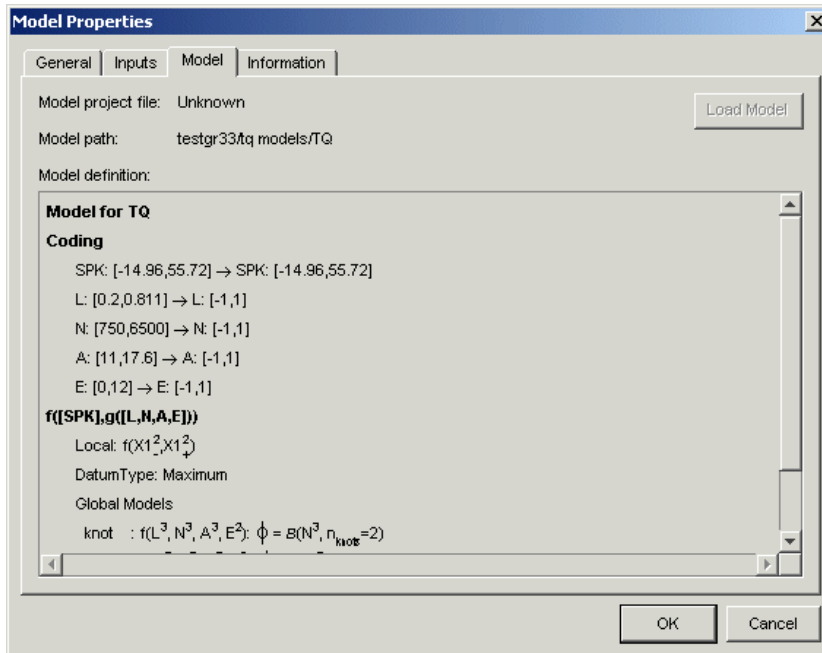 Model Properties
General Inputs Model Information
Model project file: Unknown
Load Model
Model path: testgr33/tq models/TQ
Model definition:
Model for TQ
Coding
SPK: [-14.96,55.72] → SPK: [-14.96,55.72]
L: [0.2,0.811] → L: [-1,1]
N: [750,6500] → N: [-1,1]
A: [11,17.6] → A: [-1,1]
E: [0,12] → E: [-1,1]
f([SPK],g([L,N,A,E]))
Local: f(X1²₋,X1²₊)
DatumType: Maximum
Global Models
knot : f(L³, N³, A³, E²): ϕ = B(N³, n_knots=2)
OK Cancel